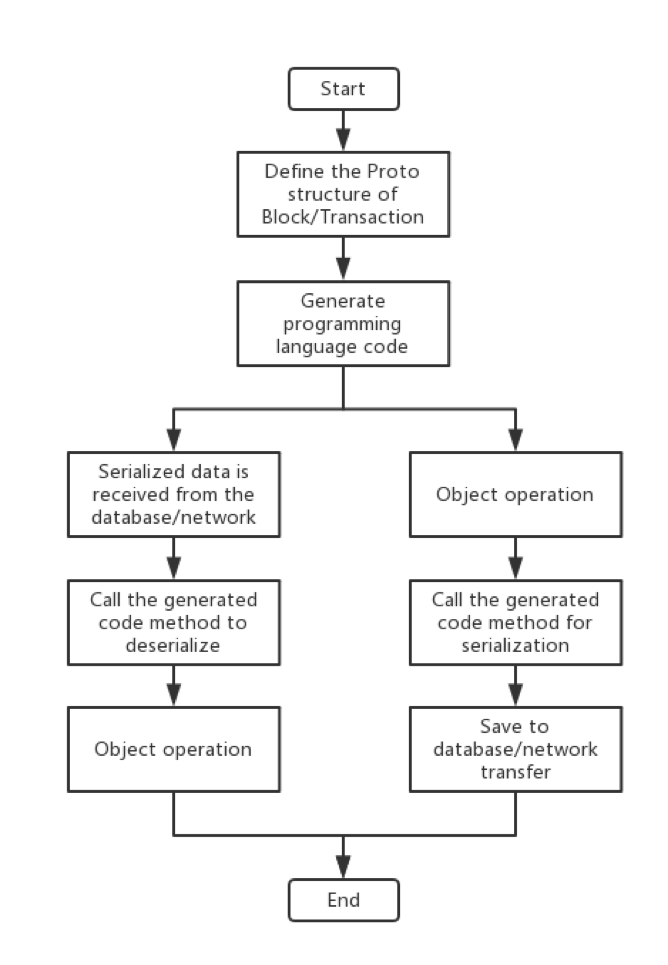 Start
Define the Proto
structure of
Block/Transaction
Generate
programming
language code
Serialized data is
received from the
database/network
Object operation
Call the generated
code method to
deserialize
Call the generated
code method for
serialization
Object operation
Save to
database/network
transfer
End